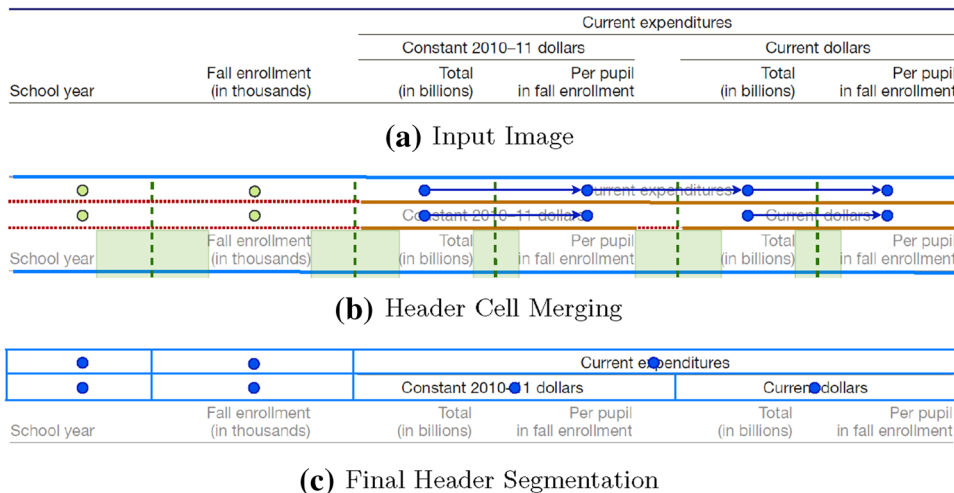 Current expenditures
Constant 2010–11 dollars Current dollars
Fall enrollment Total Per pupil Total Per pupil
School year (in thousands) (in billions) in fall enrollment (in billions) in fall enrollment
(a) Input Image
Current expenditures
Constant 2010–11 dollars Current dollars
Fall enrollment Total Per pupil Total Per pupil
School year (in thousands) (in billions) in fall enrollment (in billions) in fall enrollment
(b) Header Cell Merging
Current expenditures
Constant 2010–11 dollars Current dollars
Fall enrollment Total Per pupil Total Per pupil
School year (in thousands) (in billions) in fall enrollment (in billions) in fall enrollment
(c) Final Header Segmentation